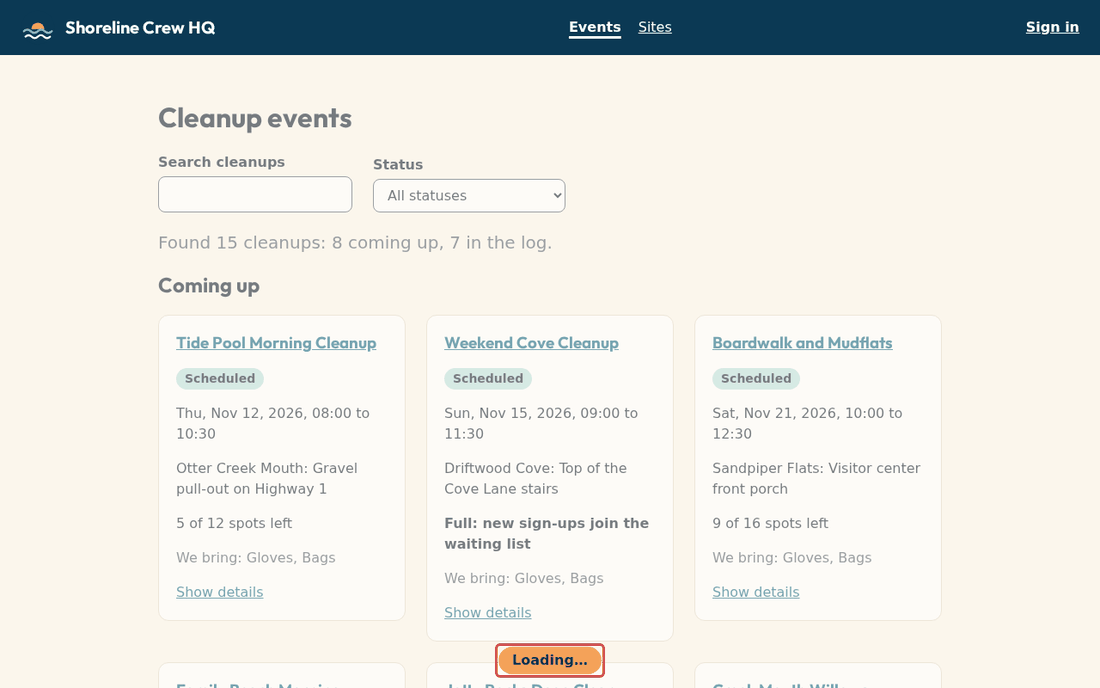 Shoreline Crew HQ
Events
Sites
Sign in
Cleanup events
Search cleanups
Status
All statuses
Found 15 cleanups: 8 coming up, 7 in the log.
Coming up
Tide Pool Morning Cleanup
Scheduled
Thu, Nov 12, 2026, 08:00 to
10:30
Otter Creek Mouth: Gravel
pull-out on Highway 1
5 of 12 spots left
We bring: Gloves, Bags
Show details
Weekend Cove Cleanup
Scheduled
Sun, Nov 15, 2026, 09:00 to
11:30
Driftwood Cove: Top of the
Cove Lane stairs
Full: new sign-ups join the
waiting list
We bring: Gloves, Bags
Show details
Boardwalk and Mudflats
Scheduled
Sat, Nov 21, 2026, 10:00 to
12:30
Sandpiper Flats: Visitor center
front porch
9 of 16 spots left
We bring: Gloves, Bags
Show details
Loading…